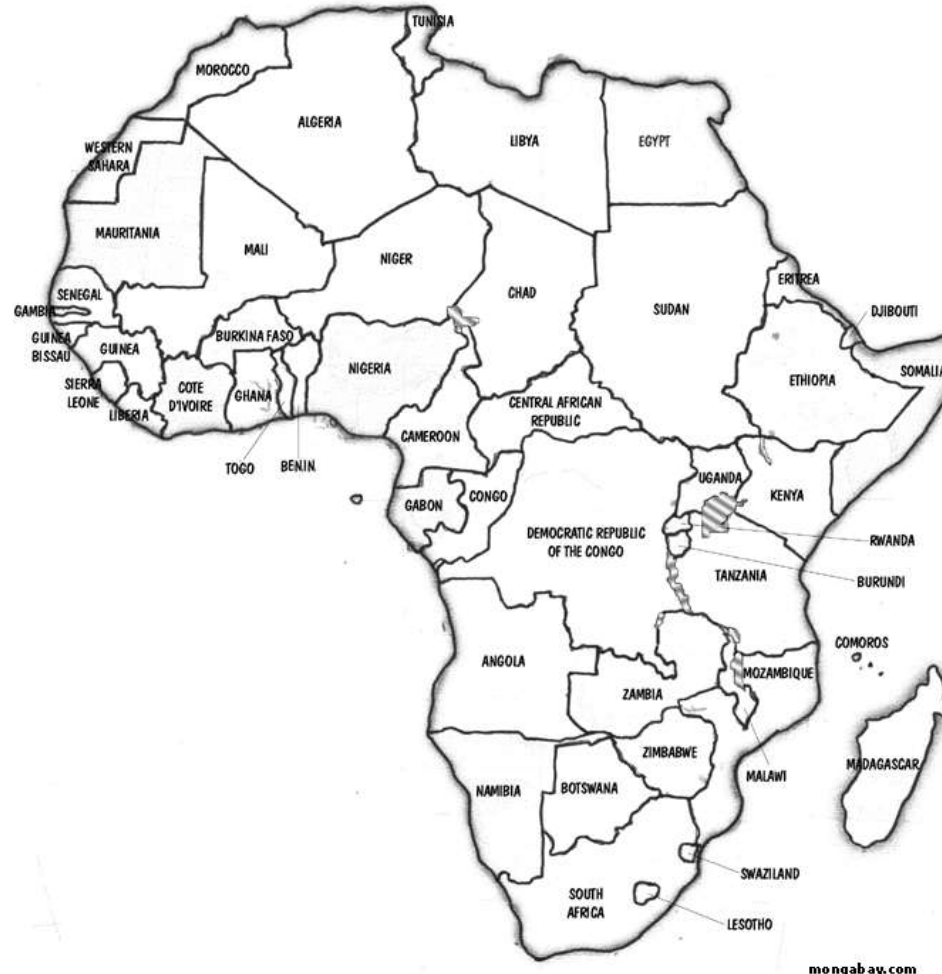 TUNISIA
MOROCCO
ALGERIA
LIBYA
EGYPT
WESTERN
SAHARA
MAURITANIA
MALI
NIGER
CHAD
SUDAN
ERITREA
DJIBOUTI
SENEGAL
GAMBIA
GUINEA
BISSAU
GUINEA
BURKINA FASO
NIGERIA
ETHIOPIA
SOMALIA
SIERRA
LEONE
LIBERIA
COTE
D'IVOIRE
GHANA
TOGO
BENIN
CAMEROON
CENTRAL AFRICAN
REPUBLIC
GABON
CONGO
DEMOCRATIC REPUBLIC
OF THE CONGO
UGANDA
KENYA
RWANDA
BURUNDI
TANZANIA
COMOROS
ANGOLA
ZAMBIA
MOZAMBIQUE
MALAWI
ZIMBABWE
NAMIBIA
BOTSWANA
MADAGASCAR
SWAZILAND
SOUTH
AFRICA
LESOTHO
mongabay.com